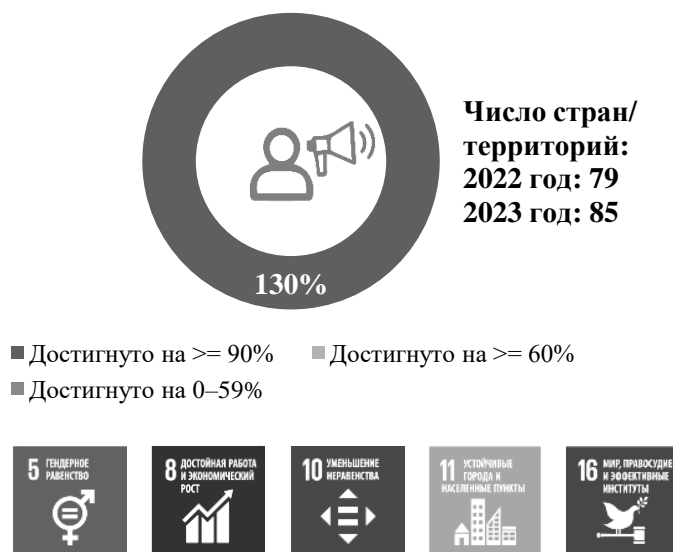 Число стран/
территорий:
2022 год: 79
2023 год: 85
130%
Достигнуто на >= 90%
Достигнуто на >= 60%
Достигнуто на 0–59%
5 ГЕНДЕРНОЕ
РАВЕНСТВО
8 ДОСТОЙНАЯ РАБОТА
И ЭКОНОМИЧЕСКИЙ
РОСТ
10 УМЕНЬШЕНИЕ
НЕРАВЕНСТВА
11 УСТОЙЧИВЫЕ
ГОРОДА И
НАСЕЛЕННЫЕ ПУНКТЫ
16 МИР, ПРАВОСУДИЕ
И ЭФФЕКТИВНЫЕ
ИНСТИТУТЫ